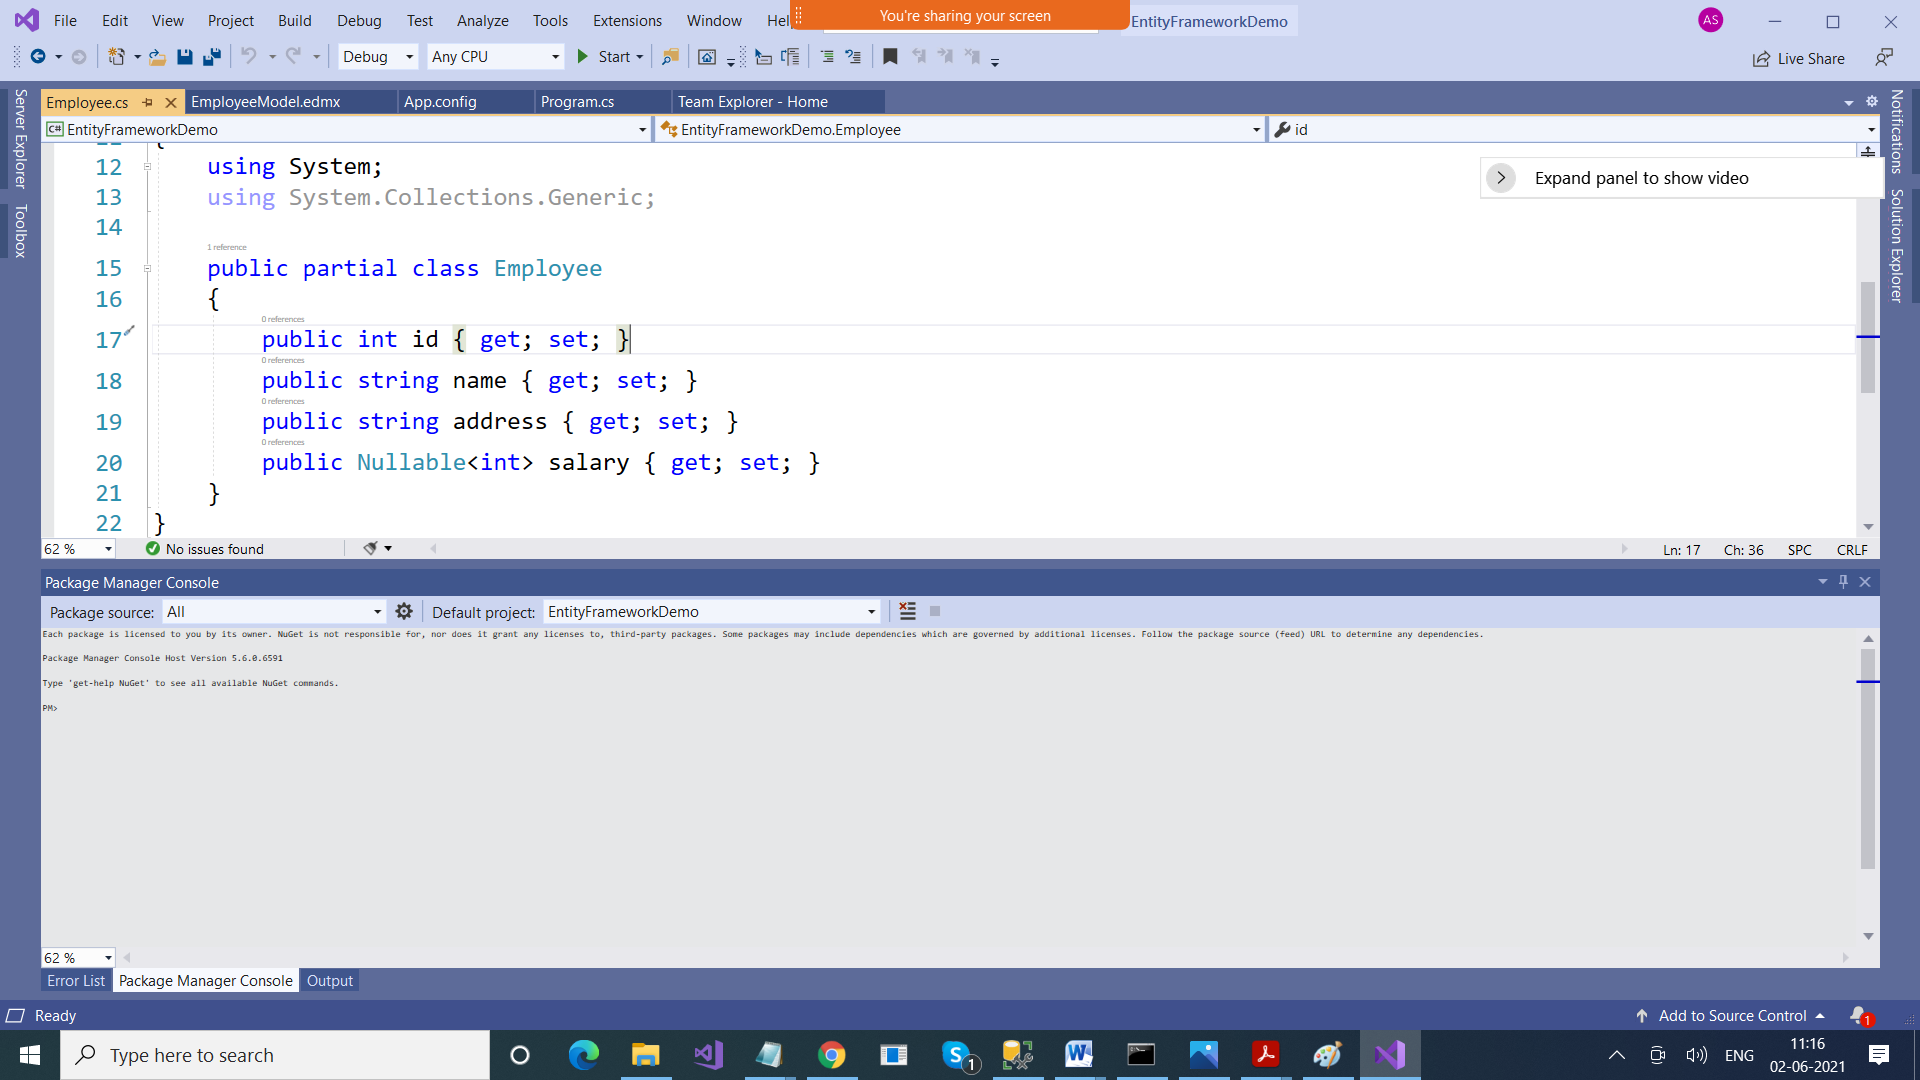 File Edit View Project Build Debug Test Analyze Tools Extensions Window Hel You're sharing your screen EntityFrameworkDemo AS
Debug Any CPU Start Live Share
Employee.cs EmployeeModel.edmx App.config Program.cs Team Explorer - Home
EntityFrameworkDemo EntityFrameworkDemo.Employee id
Server Explorer
Toolbox
Notifications
Solution Explorer
Expand panel to show video
12 using System;
13 using System.Collections.Generic;
14
1 reference
15 public partial class Employee
16 {
0 references
17 public int id { get; set; }
0 references
18 public string name { get; set; }
0 references
19 public string address { get; set; }
0 references
20 public Nullable<int> salary { get; set; }
21 }
22 }
62 % No issues found Ln: 17 Ch: 36 SPC CRLF
Package Manager Console
Package source: All Default project: EntityFrameworkDemo
Each package is licensed to you by its owner. NuGet is not responsible for, nor does it grant any licenses to, third-party packages. Some packages may include dependencies which are governed by additional licenses. Follow the package source (feed) URL to determine any dependencies.
Package Manager Console Host Version 5.6.0.6591
Type 'get-help NuGet' to see all available NuGet commands.
PM>
62 %
Error List Package Manager Console Output
Ready Add to Source Control 1
Type here to search 1 ENG 11:16
02-06-2021